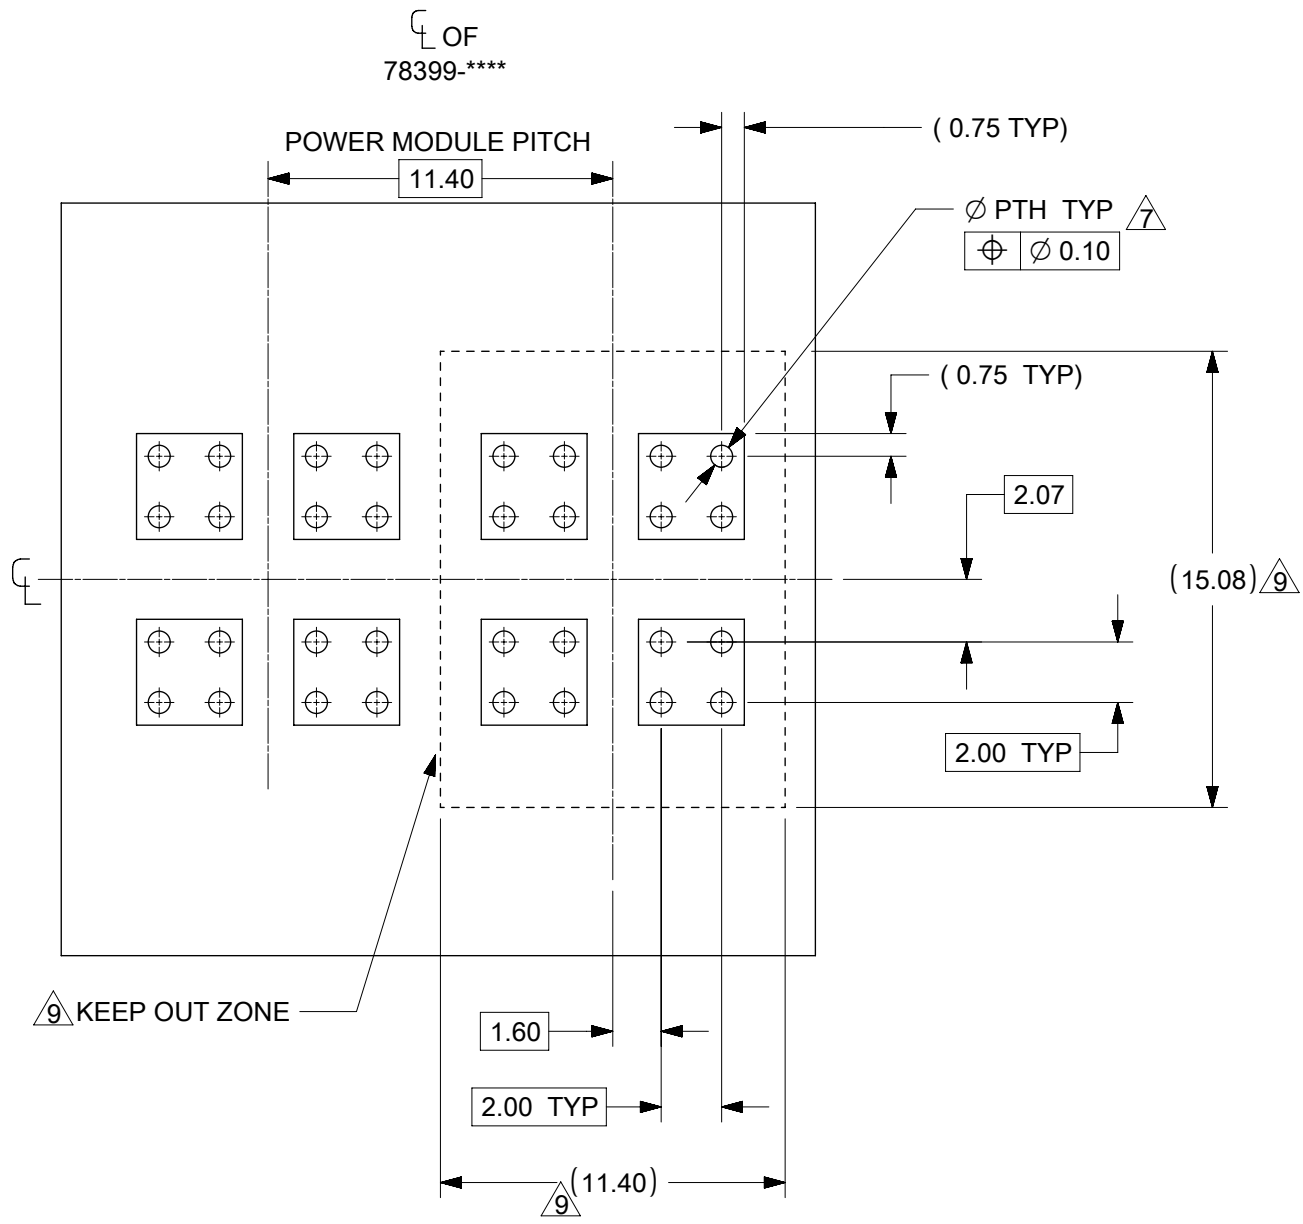 ℄ OF
78399-****
POWER MODULE PITCH
11.40
( 0.75 TYP)
∅ PTH TYP 7
⌖ ∅ 0.10
( 0.75 TYP)
2.07
℄
(15.08) 9
2.00 TYP
9 KEEP OUT ZONE
1.60
2.00 TYP
(11.40)
9